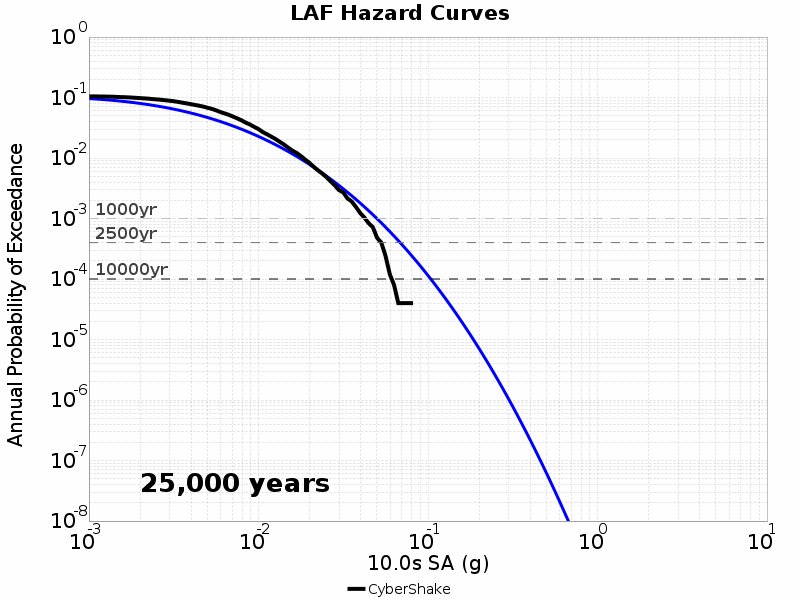 LAF Hazard Curves
Annual Probability of Exceedance
10^0
10^-1
10^-2
10^-3
10^-4
10^-5
10^-6
10^-7
10^-8
1000yr
2500yr
10000yr
25,000 years
10^-3 10^-2 10^-1 10^0 10^1
10.0s SA (g)
CyberShake